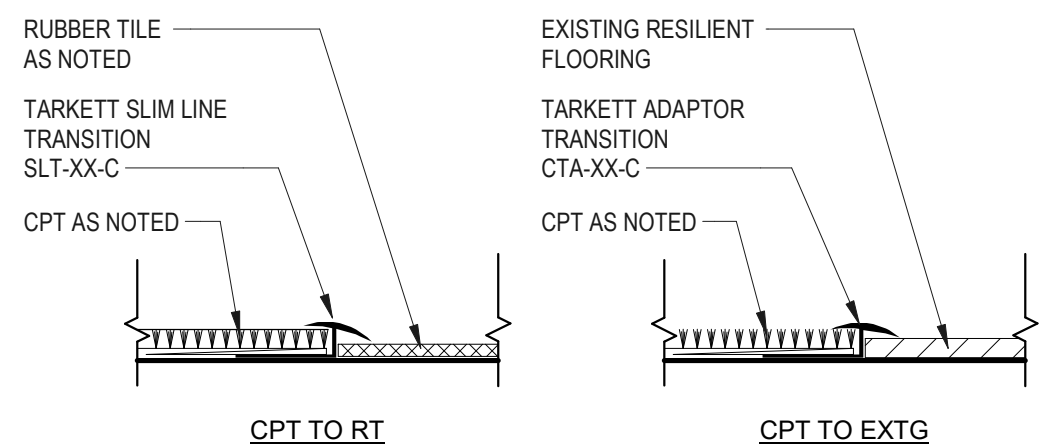 RUBBER TILE
AS NOTED
TARKETT SLIM LINE
TRANSITION
SLT-XX-C
CPT AS NOTED
CPT TO RT
EXISTING RESILIENT
FLOORING
TARKETT ADAPTOR
TRANSITION
CTA-XX-C
CPT AS NOTED
CPT TO EXTG